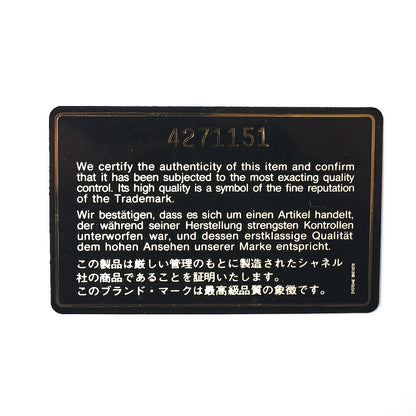 4271151
We certify the authenticity of this item and confirm
that it has been subjected to the most exacting quality
control. Its high quality is a symbol of the fine reputation
of the Trademark.
Wir bestätigen, dass es sich um einen Artikel handelt,
der während seiner Herstellung strengsten Kontrollen
unterworfen war, und dessen erstklassige Qualität
dem hohen Ansehen unserer Marke entspricht.
この製品は厳しい管理のもとに製造されたシャネル
社の商品であることを証明いたします。
このブランド・マークは最高級品質の象徴です。